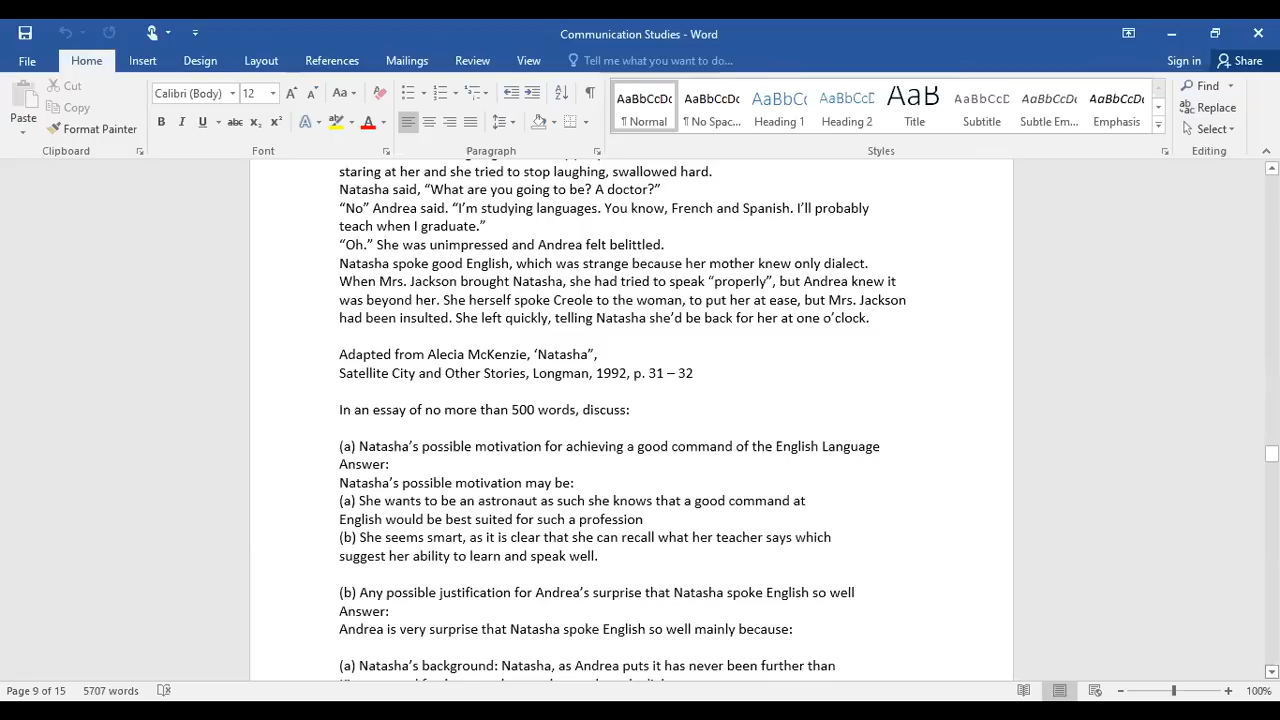 Communication Studies - Word
File Home Insert Design Layout References Mailings Review View Tell me what you want to do... Sign in Share
Paste
Cut
Copy
Format Painter
Clipboard
Calibri (Body) 12
Font
Paragraph
AaBbCcDc AaBbCcDc AaBbCc AaBbCcC AaB AaBbCcD AaBbCcDc AaBbCcDc
¶ Normal ¶ No Spac... Heading 1 Heading 2 Title Subtitle Subtle Em... Emphasis
Styles
Find
Replace
Select
Editing
staring at her and she tried to stop laughing, swallowed hard.
Natasha said, “What are you going to be? A doctor?”
“No” Andrea said. “I’m studying languages. You know, French and Spanish. I’ll probably
teach when I graduate.”
“Oh.” She was unimpressed and Andrea felt belittled.
Natasha spoke good English, which was strange because her mother knew only dialect.
When Mrs. Jackson brought Natasha, she had tried to speak “properly”, but Andrea knew it
was beyond her. She herself spoke Creole to the woman, to put her at ease, but Mrs. Jackson
had been insulted. She left quickly, telling Natasha she’d be back for her at one o’clock.
Adapted from Alecia McKenzie, ‘Natasha”,
Satellite City and Other Stories, Longman, 1992, p. 31 – 32
In an essay of no more than 500 words, discuss:
(a) Natasha’s possible motivation for achieving a good command of the English Language
Answer:
Natasha’s possible motivation may be:
(a) She wants to be an astronaut as such she knows that a good command at
English would be best suited for such a profession
(b) She seems smart, as it is clear that she can recall what her teacher says which
suggest her ability to learn and speak well.
(b) Any possible justification for Andrea’s surprise that Natasha spoke English so well
Answer:
Andrea is very surprise that Natasha spoke English so well mainly because:
(a) Natasha’s background: Natasha, as Andrea puts it has never been further than
Page 9 of 15 5707 words 100%